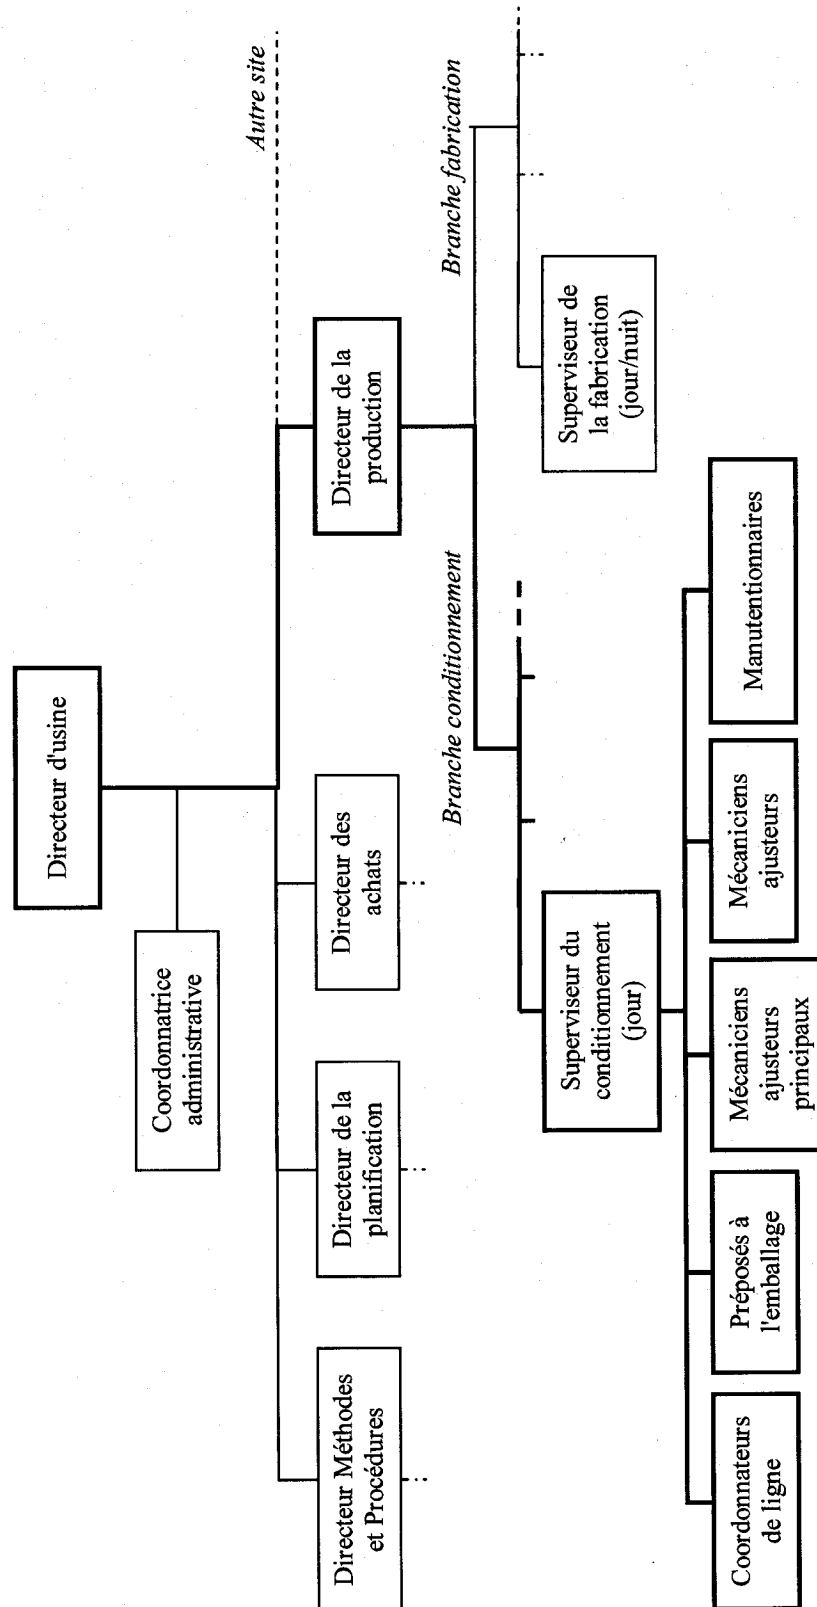 Directeur d'usine
Coordonnatrice
administrative
Autre site
Directeur Méthodes
et Procédures
Directeur de la
planification
Directeur des
achats
Directeur de la
production
Branche conditionnement
Branche fabrication
Superviseur du
conditionnement
(jour)
Superviseur de
la fabrication
(jour/nuit)
Coordonnateurs
de ligne
Préposés à
l'emballage
Mécaniciens
ajusteurs
principaux
Mécaniciens
ajusteurs
Manutentionnaires